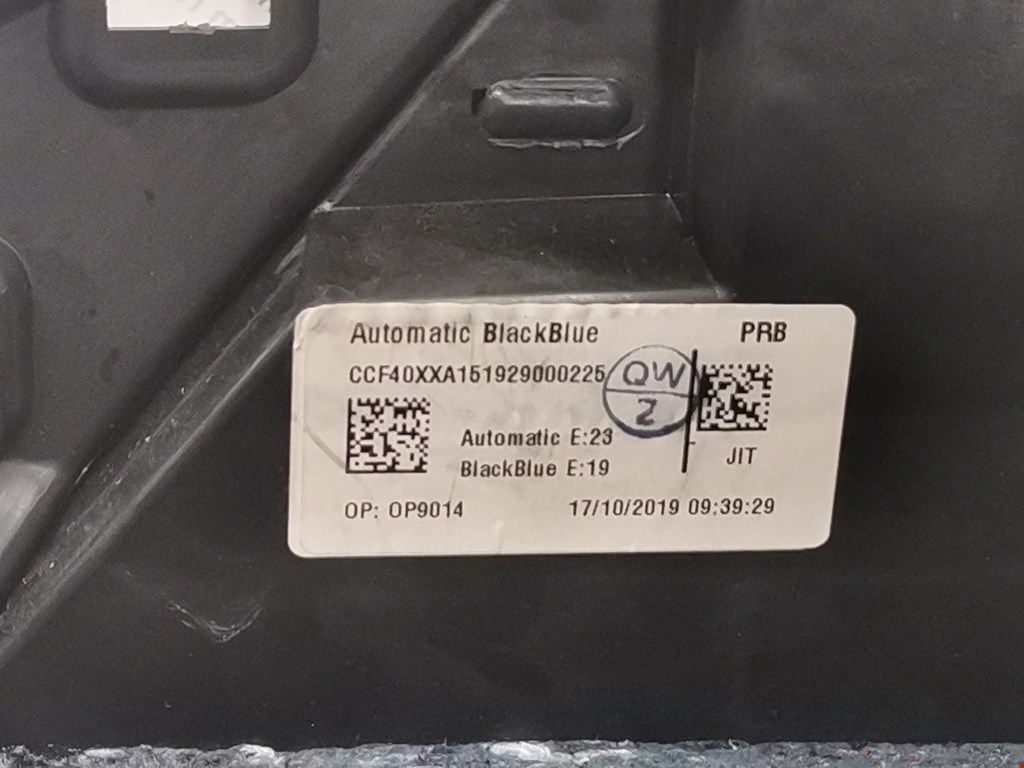 Automatic BlackBlue PRB
CCF40XXA151929000225
QW
Z
Automatic E:23
BlackBlue E:19
JIT
OP: OP9014 17/10/2019 09:39:29